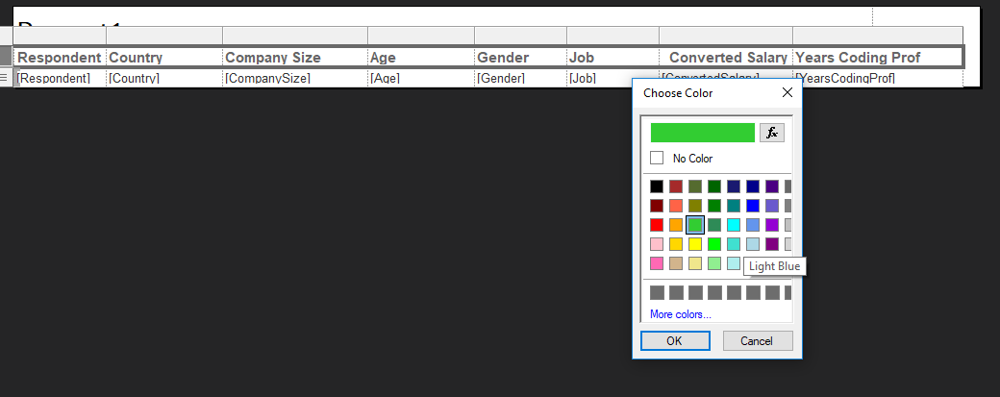 Respondent Country Company Size Age Gender Job Converted Salary Years Coding Prof
[Respondent] [Country] [CompanySize] [Age] [Gender] [Job] [ConvertedSalary] [YearsCodingProf]
Choose Color
fx
No Color
Light Blue
More colors...
OK Cancel